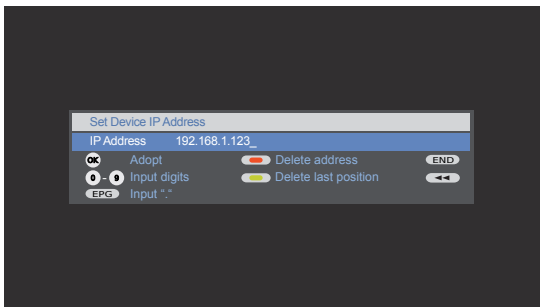 Set Device IP Address
IP Address 192.168.1.123_
OK Adopt Delete address END
0 - 9 Input digits Delete last position
EPG Input “.“